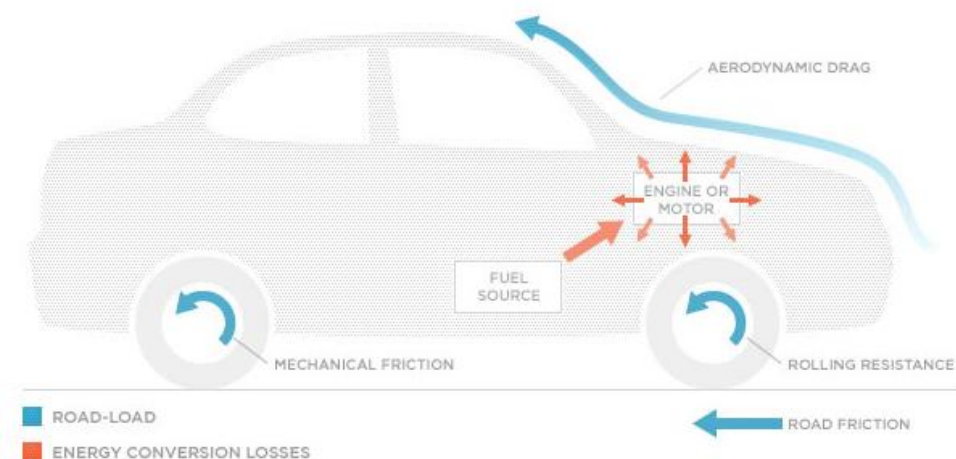 AERODYNAMIC DRAG
ENGINE OR
MOTOR
FUEL
SOURCE
MECHANICAL FRICTION
ROLLING RESISTANCE
ROAD-LOAD
ROAD FRICTION
ENERGY CONVERSION LOSSES